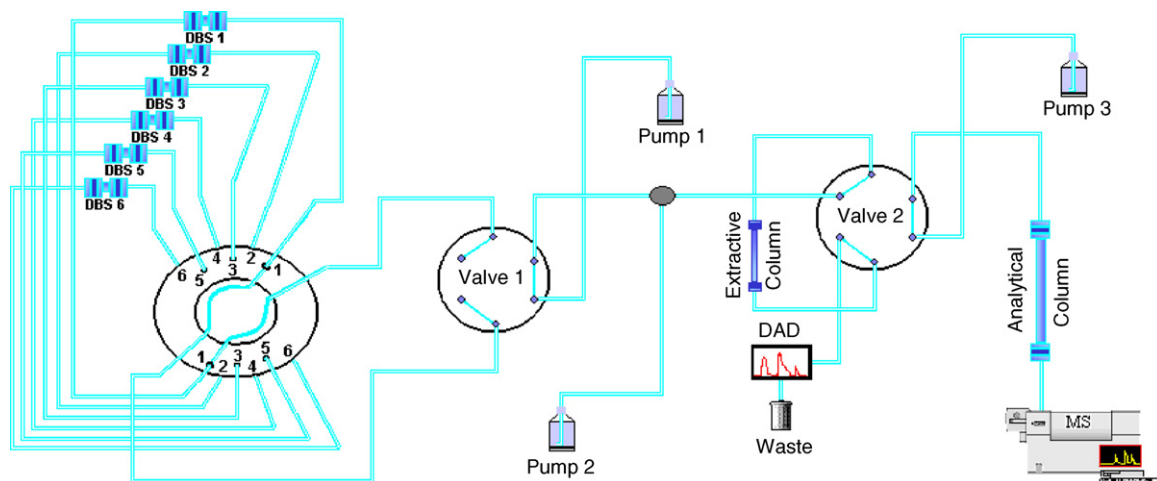 DBS 1
DBS 2
DBS 3
DBS 4
DBS 5
DBS 6
6 5 4 3 2 1
1 2 3 4 5 6
Valve 1
Pump 1
Pump 2
Extractive
Column
Valve 2
Pump 3
DAD
Waste
Analytical
Column
MS